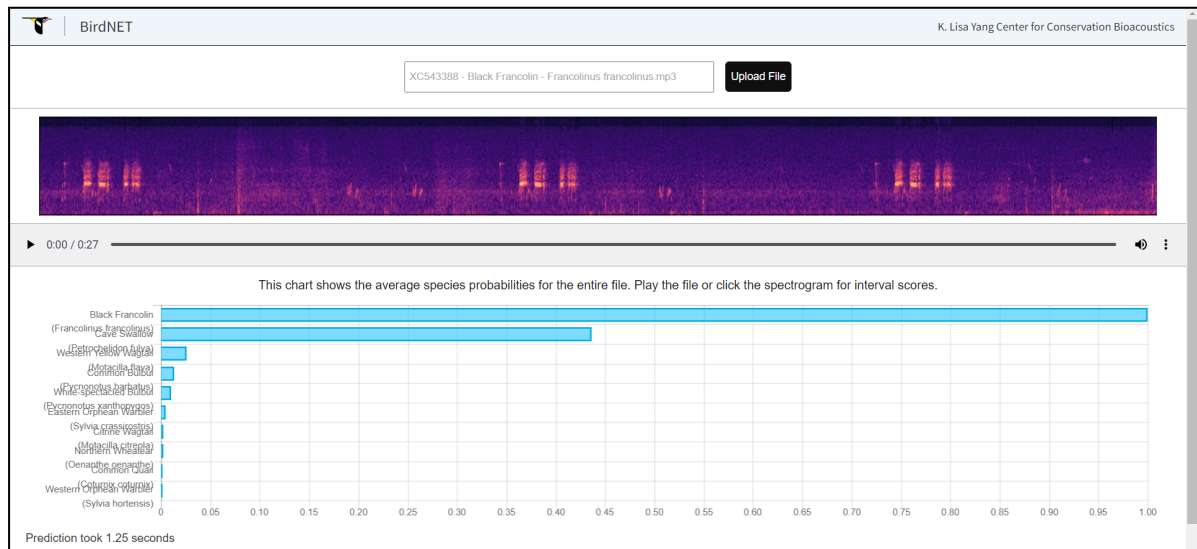 BirdNET
K. Lisa Yang Center for Conservation Bioacoustics
XC543388 - Black Francolin - Francolinus francolinus.mp3
Upload File
0:00 / 0:27
This chart shows the average species probabilities for the entire file. Play the file or click the spectrogram for interval scores.
Black Francolin
(Francolinus francolinus)
Cave Swallow
(Petrochelidon fulva)
Western Yellow Wagtail
(Motacilla flava)
Common Bulbul
(Pycnonotus barbatus)
White-spectacled Bulbul
(Pycnonotus xanthopygos)
Eastern Orphean Warbler
(Sylvia crassirostris)
Citrine Wagtail
(Motacilla citreola)
Northern Wheatear
(Oenanthe oenanthe)
Common Quail
(Coturnix coturnix)
Western Orphean Warbler
(Sylvia hortensis)
0 0.05 0.10 0.15 0.20 0.25 0.30 0.35 0.40 0.45 0.50 0.55 0.60 0.65 0.70 0.75 0.80 0.85 0.90 0.95 1.00
Prediction took 1.25 seconds